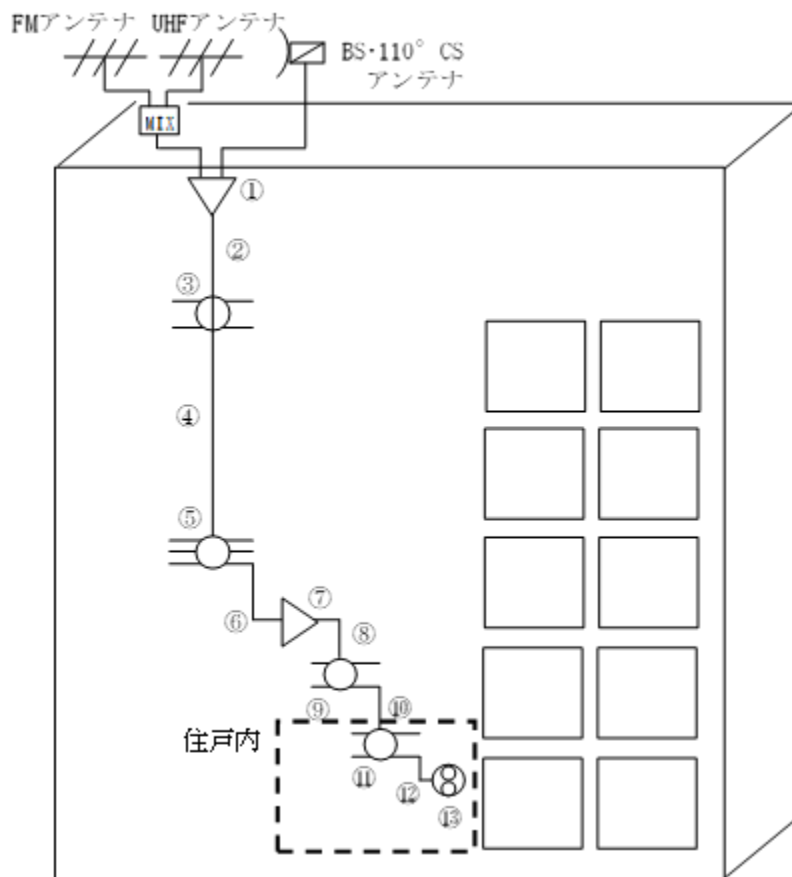 FMアンテナ UHFアンテナ
BS・110° CS
アンテナ
MIX
①
②
③
④
⑤
⑦
⑥
⑧
⑨
⑩
住戸内
⑪
⑫
⑬